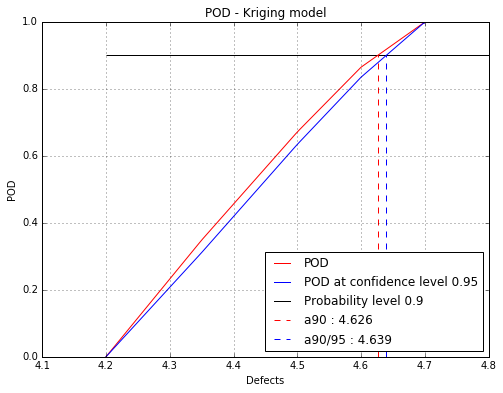 POD - Kriging model
1.0
0.8
0.6
0.4
0.2
0.0
POD
POD
POD at confidence level 0.95
Probability level 0.9
a90 : 4.626
a90/95 : 4.639
4.1 4.2 4.3 4.4 4.5 4.6 4.7 4.8
Defects